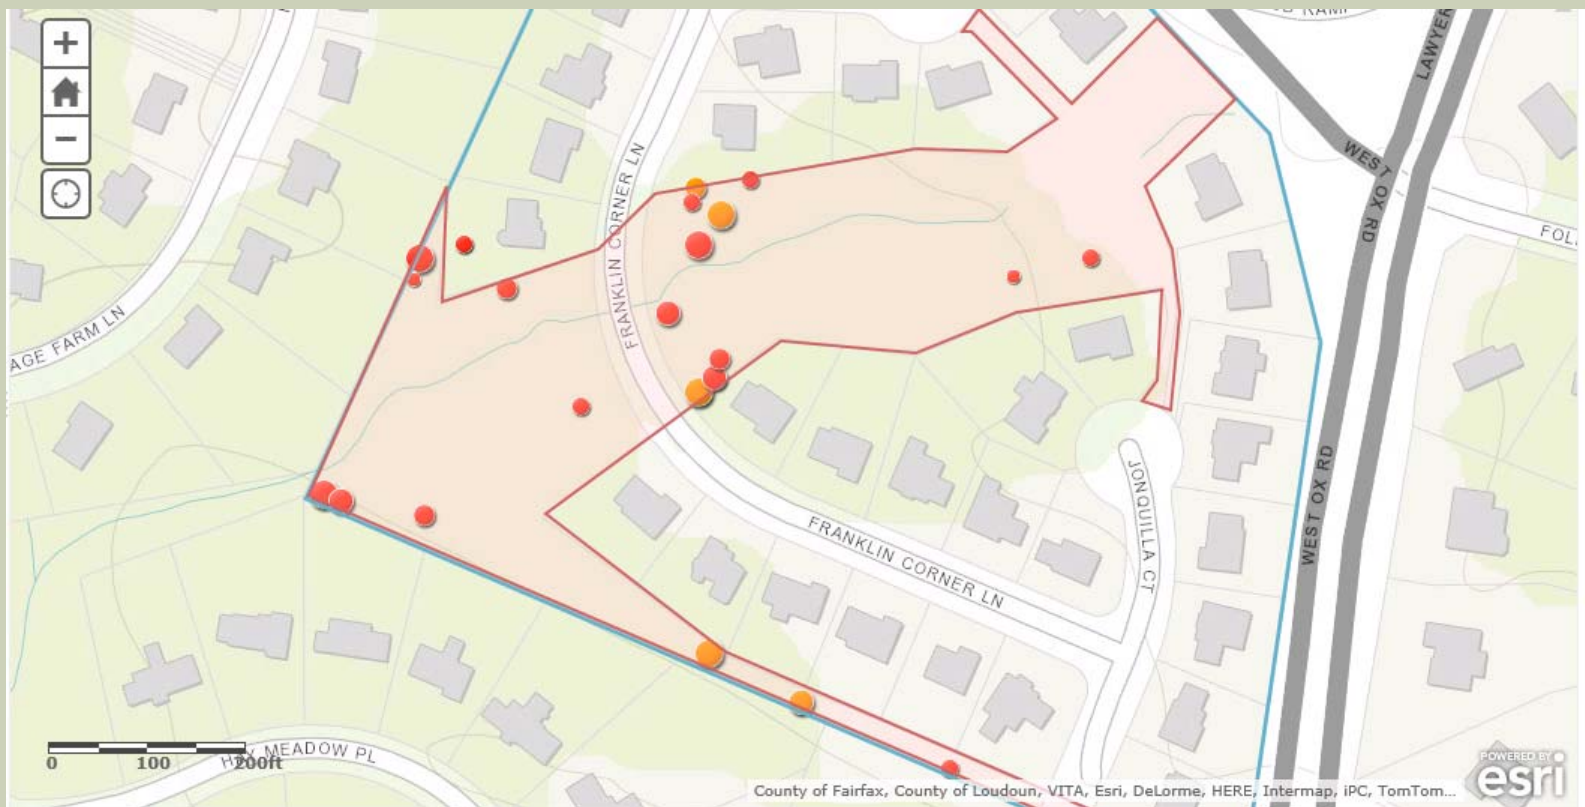 +
LAWYER
FRANKLIN CORNER LN
WEST OX RD
FOL
AGE FARM LN
JONQUILLA CT
WEST OX RD
FRANKLIN CORNER LN
−
HAY MEADOW PL
0 100 200ft
POWERED BY
esri
County of Fairfax, County of Loudoun, VITA, Esri, DeLorme, HERE, Intermap, iPC, TomTom...